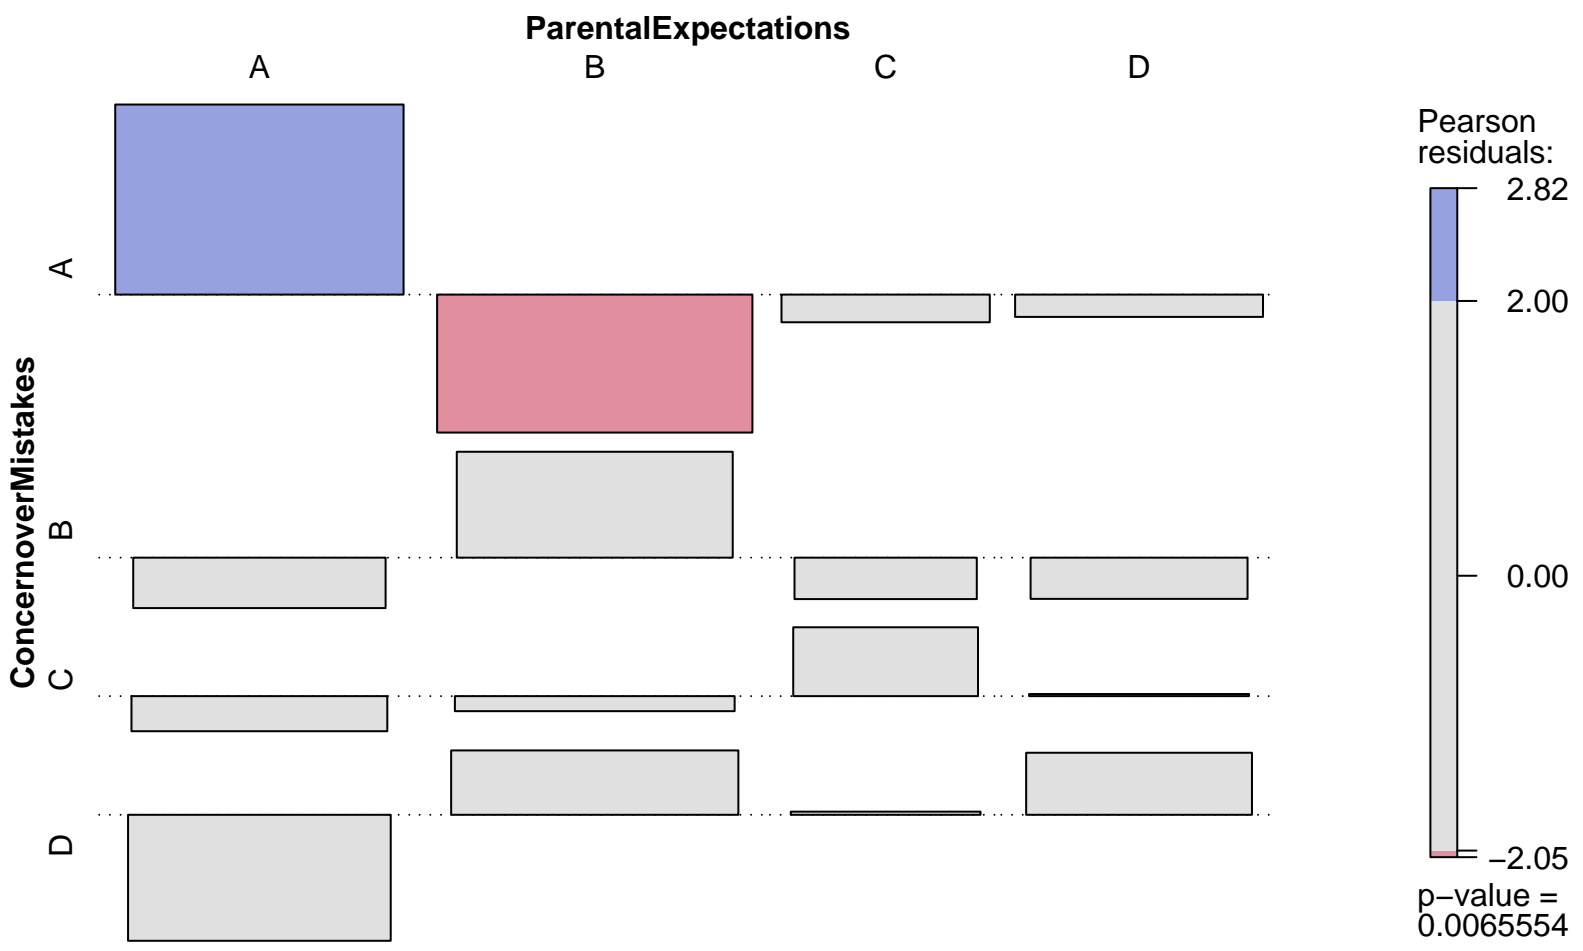 ParentalExpectations
A B C D
ConcernoverMistakes
A
B
C
D
Pearson
residuals:
2.82
2.00
0.00
−2.05
p−value =
0.0065554